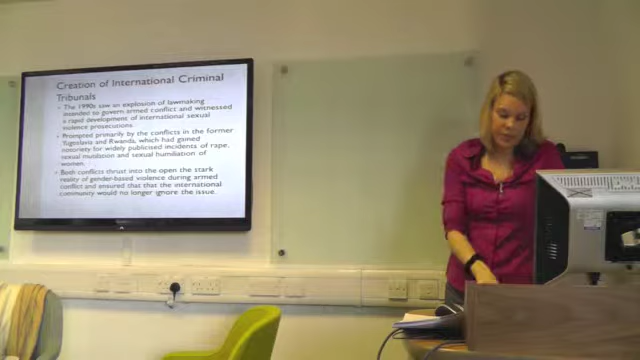 Creation of International Criminal
Tribunals
The 1990s saw an explosion of lawmaking
intended to govern armed conflict and witnessed
a rapid development of international sexual
violence prosecutions.
Prompted primarily by the conflicts in the former
Yugoslavia and Rwanda, which had gained
notoriety for widely publicised incidents of rape,
sexual mutilation and sexual humiliation of
women.
Both conflicts thrust into the open the stark
reality of gender-based violence during armed
conflict and ensured that that the international
community would no longer ignore the issue.